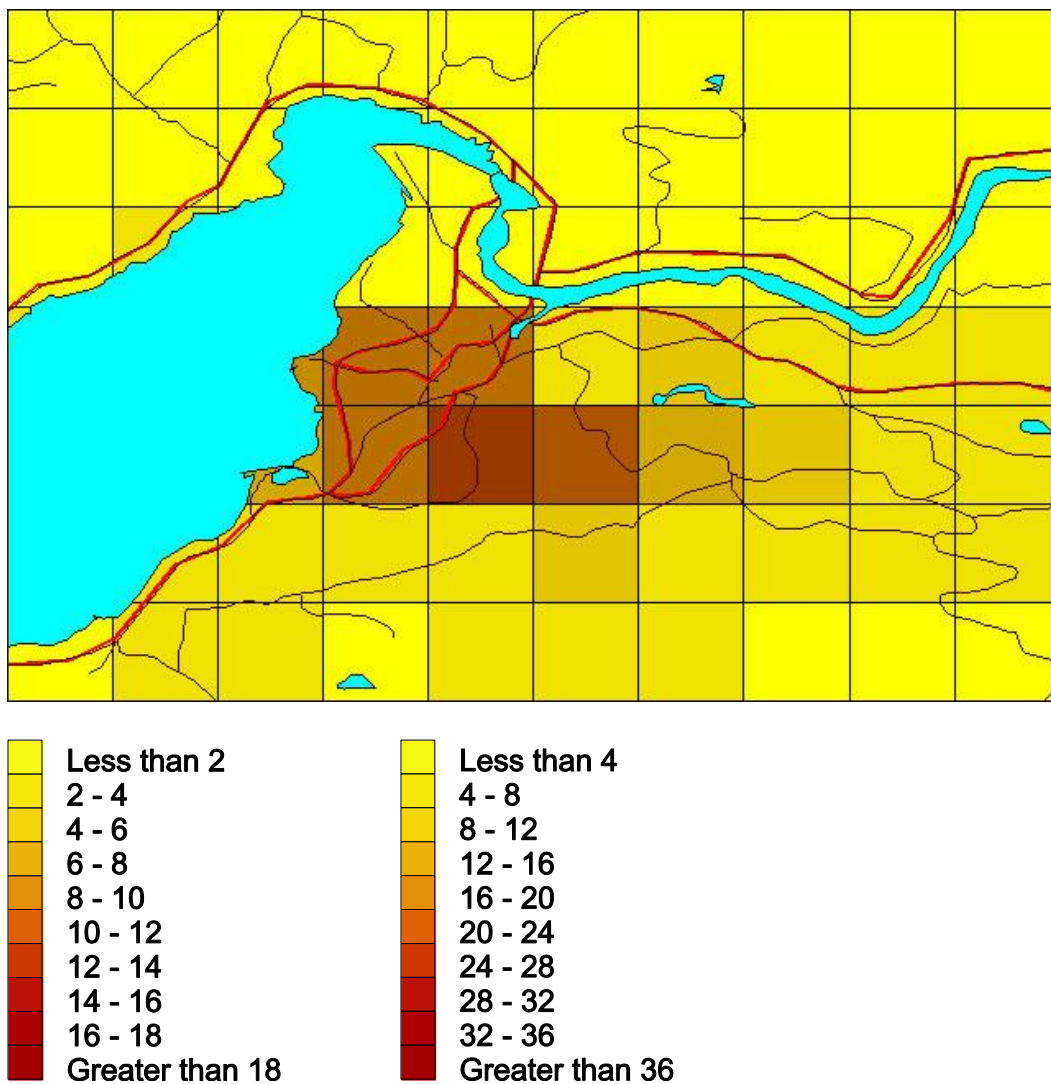 Less than 2
2 - 4
4 - 6
6 - 8
8 - 10
10 - 12
12 - 14
14 - 16
16 - 18
Greater than 18
Less than 4
4 - 8
8 - 12
12 - 16
16 - 20
20 - 24
24 - 28
28 - 32
32 - 36
Greater than 36